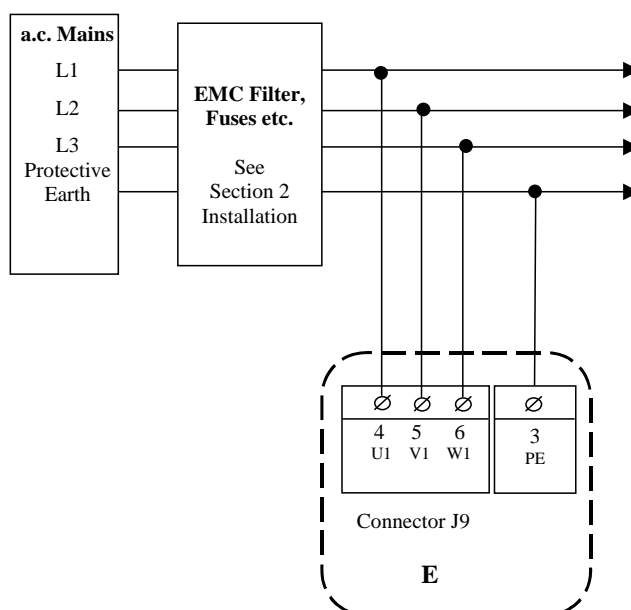 a.c. Mains
L1
L2
L3
Protective
Earth
EMC Filter,
Fuses etc.
See
Section 2
Installation
4 5 6 3
U1 V1 W1 PE
Connector J9
E